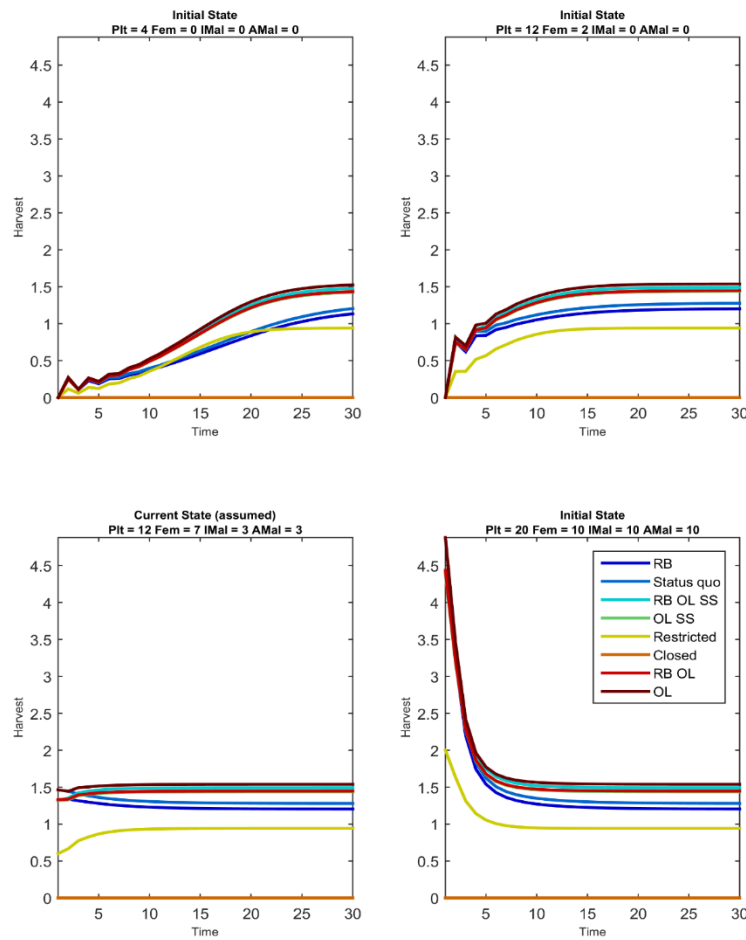 Initial State
Plt = 4 Fem = 0 IMal = 0 AMal = 0
4.5
4
3.5
3
2.5
2
1.5
1
0.5
0
Harvest
5 10 15 20 25 30
Time
Initial State
Plt = 12 Fem = 2 IMal = 0 AMal = 0
4.5
4
3.5
3
2.5
2
1.5
1
0.5
0
Harvest
5 10 15 20 25 30
Time
Current State (assumed)
Plt = 12 Fem = 7 IMal = 3 AMal = 3
4.5
4
3.5
3
2.5
2
1.5
1
0.5
0
Harvest
5 10 15 20 25 30
Time
Initial State
Plt = 20 Fem = 10 IMal = 10 AMal = 10
4.5
4
3.5
3
2.5
2
1.5
1
0.5
0
Harvest
5 10 15 20 25 30
Time
RB
Status quo
RB OL SS
OL SS
Restricted
Closed
RB OL
OL